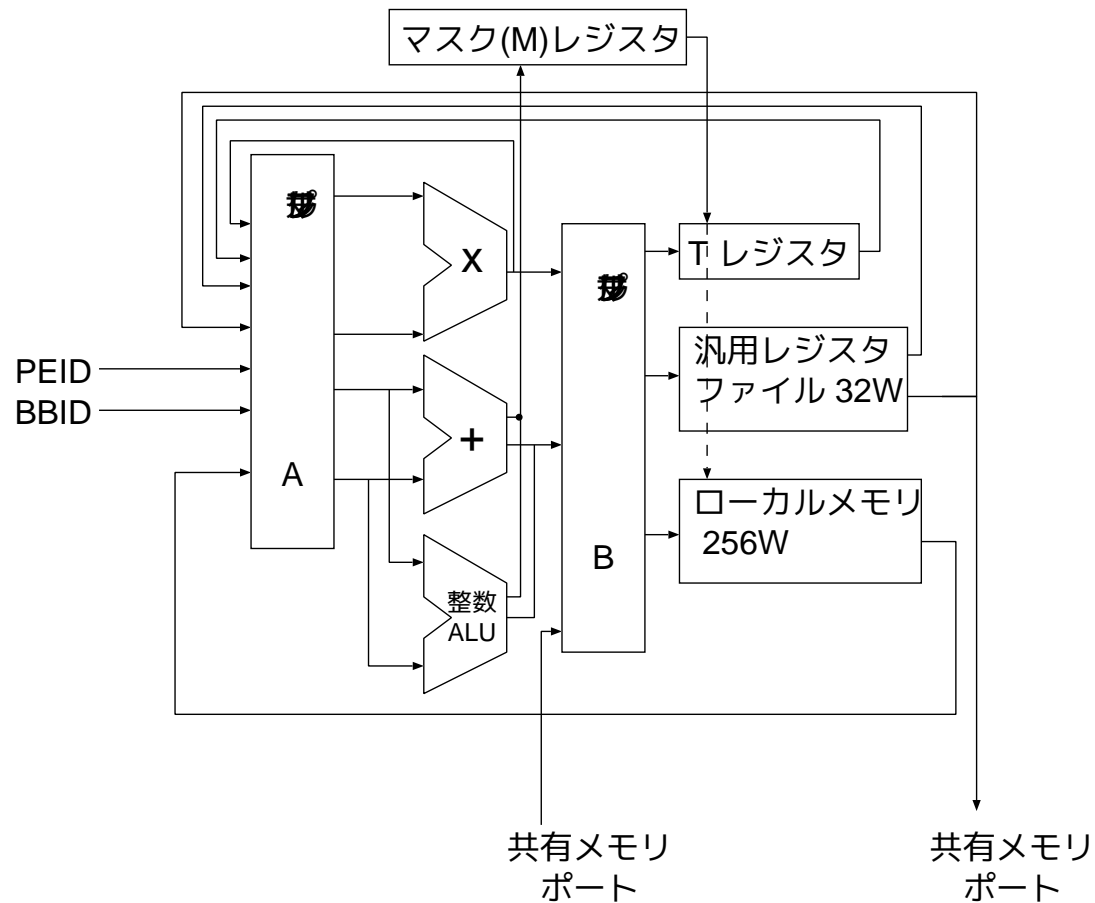 マスク(M)レジスタ
X
T レジスタ
汎用レジスタ
ファイル 32W
PEID
BBID
+
A
ローカルメモリ
256W
B
整数
ALU
共有メモリ
ポート
共有メモリ
ポート